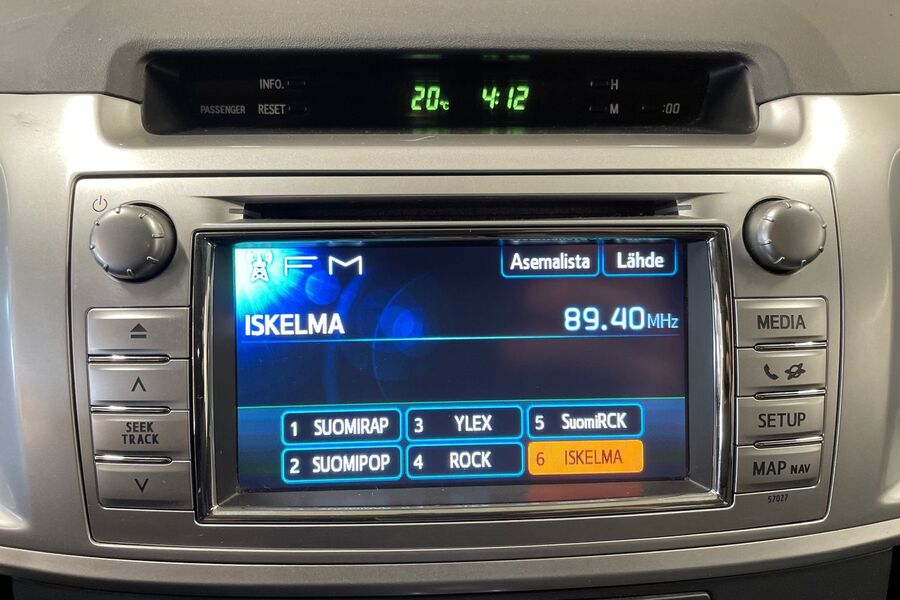 INFO.
PASSENGER RESET
20°C 4:12
H
M :00
FM
Asemalista Lähde
ISKELMA 89.40MHz
1 SUOMIRAP 3 YLEX 5 SuomiRCK
2 SUOMIPOP 4 ROCK 6 ISKELMA
SEEK
TRACK
MEDIA
SETUP
MAP NAV
57027